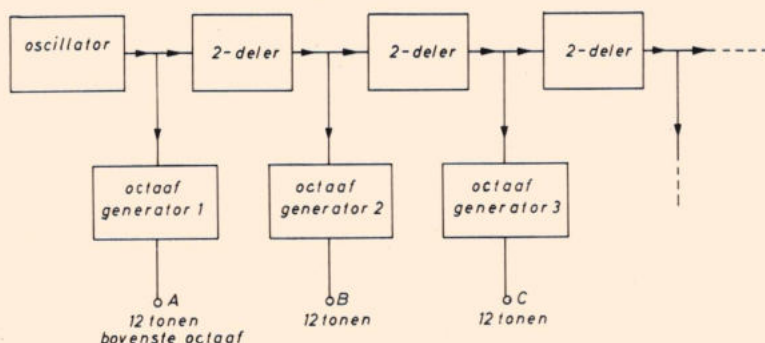 oscillator
2-deler
2-deler
2-deler
octaaf
generator 1
octaaf
generator 2
octaaf
generator 3
A
12 tonen
bovenste octaaf
B
12 tonen
C
12 tonen